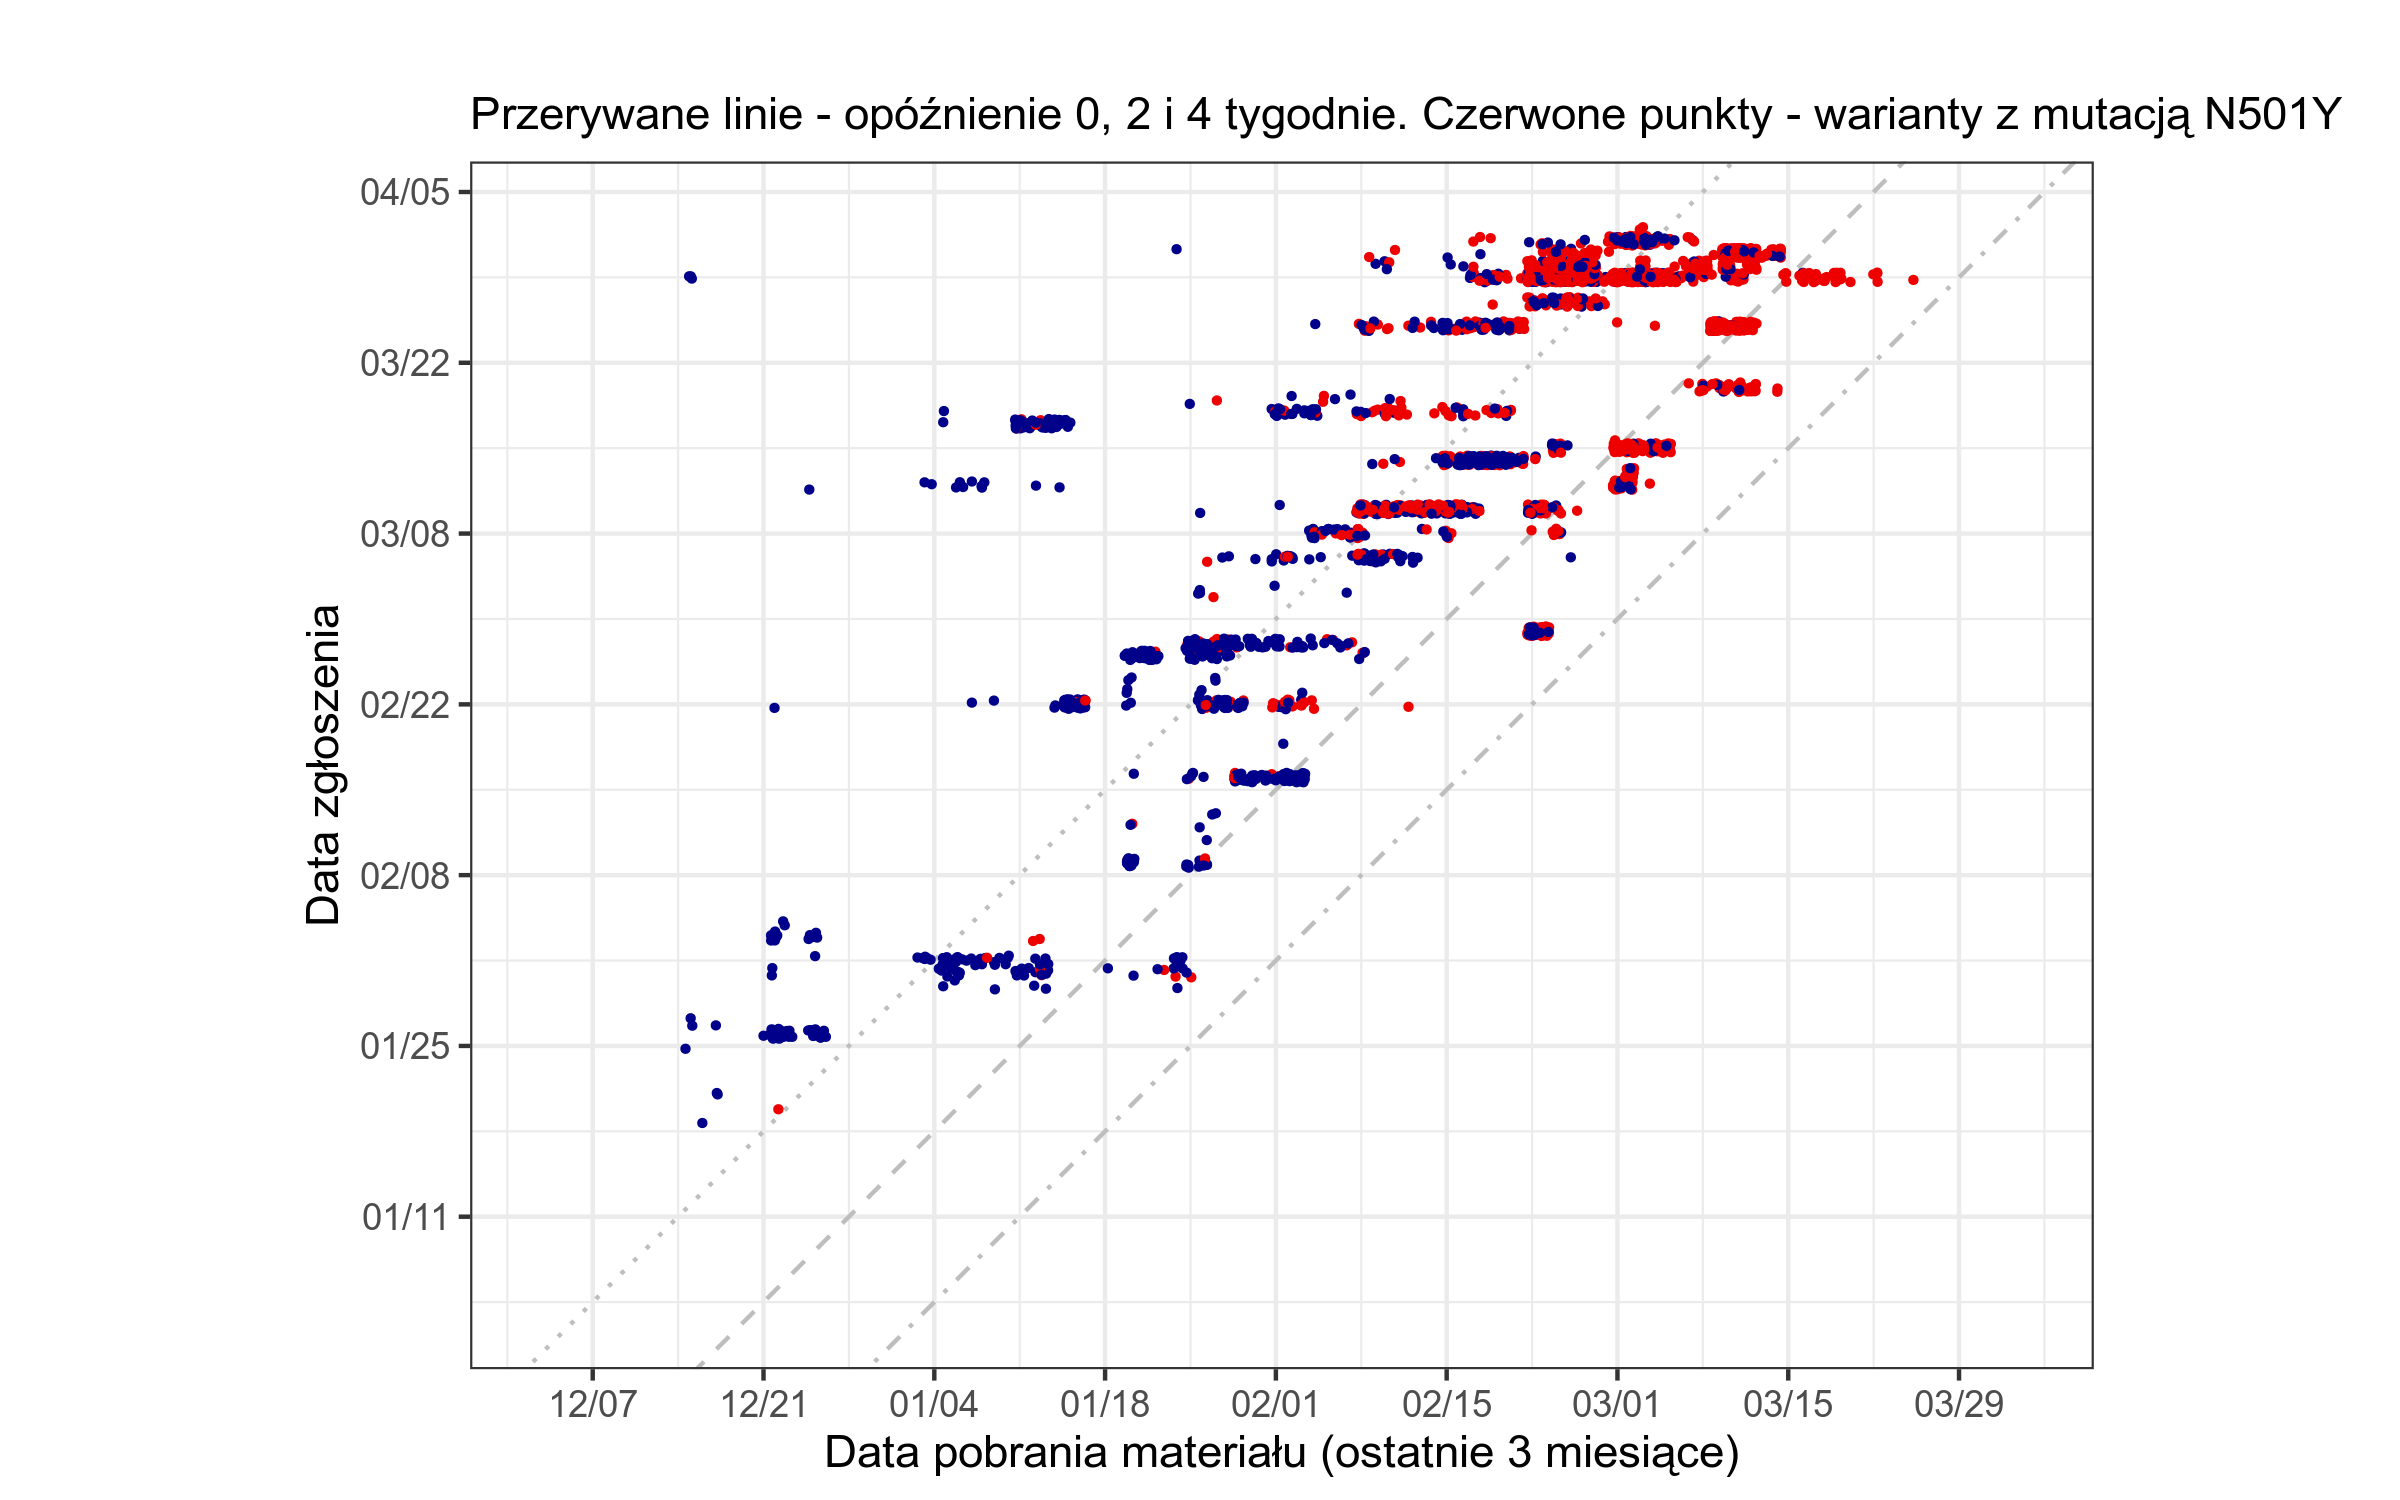 Przerywane linie - opóźnienie 0, 2 i 4 tygodnie. Czerwone punkty - warianty z mutacją N501Y
04/05
03/22
03/08
02/22
02/08
01/25
01/11
Data zgłoszenia
12/07 12/21 01/04 01/18 02/01 02/15 03/01 03/15 03/29
Data pobrania materiału (ostatnie 3 miesiące)